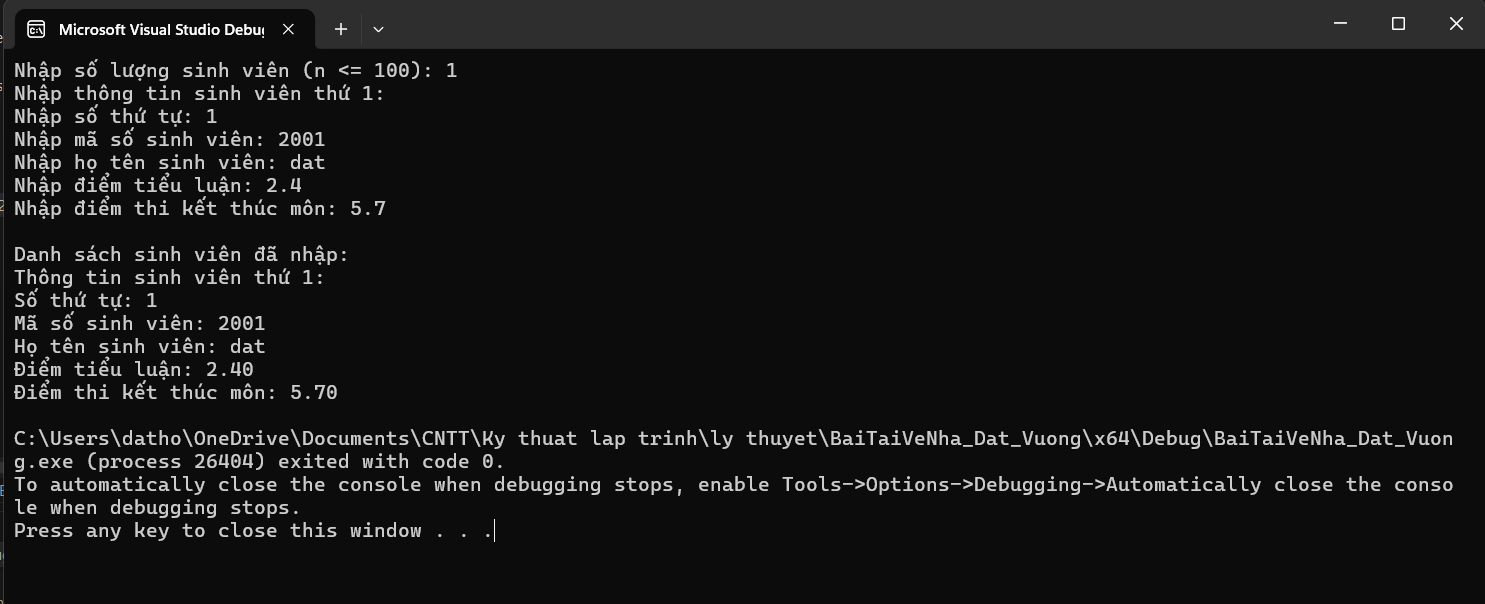 Microsoft Visual Studio Debu
Nhập số lượng sinh viên (n <= 100): 1
Nhập thông tin sinh viên thứ 1:
Nhập số thứ tự: 1
Nhập mã số sinh viên: 2001
Nhập họ tên sinh viên: dat
Nhập điểm tiểu luận: 2.4
Nhập điểm thi kết thúc môn: 5.7
Danh sách sinh viên đã nhập:
Thông tin sinh viên thứ 1:
Số thứ tự: 1
Mã số sinh viên: 2001
Họ tên sinh viên: dat
Điểm tiểu luận: 2.40
Điểm thi kết thúc môn: 5.70
C:\Users\datho\OneDrive\Documents\CNTT\Ky thuat lap trinh\ly thuyet\BaiTaiVeNha_Dat_Vuong\x64\Debug\BaiTaiVeNha_Dat_Vuon
g.exe (process 26404) exited with code 0.
To automatically close the console when debugging stops, enable Tools->Options->Debugging->Automatically close the conso
le when debugging stops.
Press any key to close this window . . .